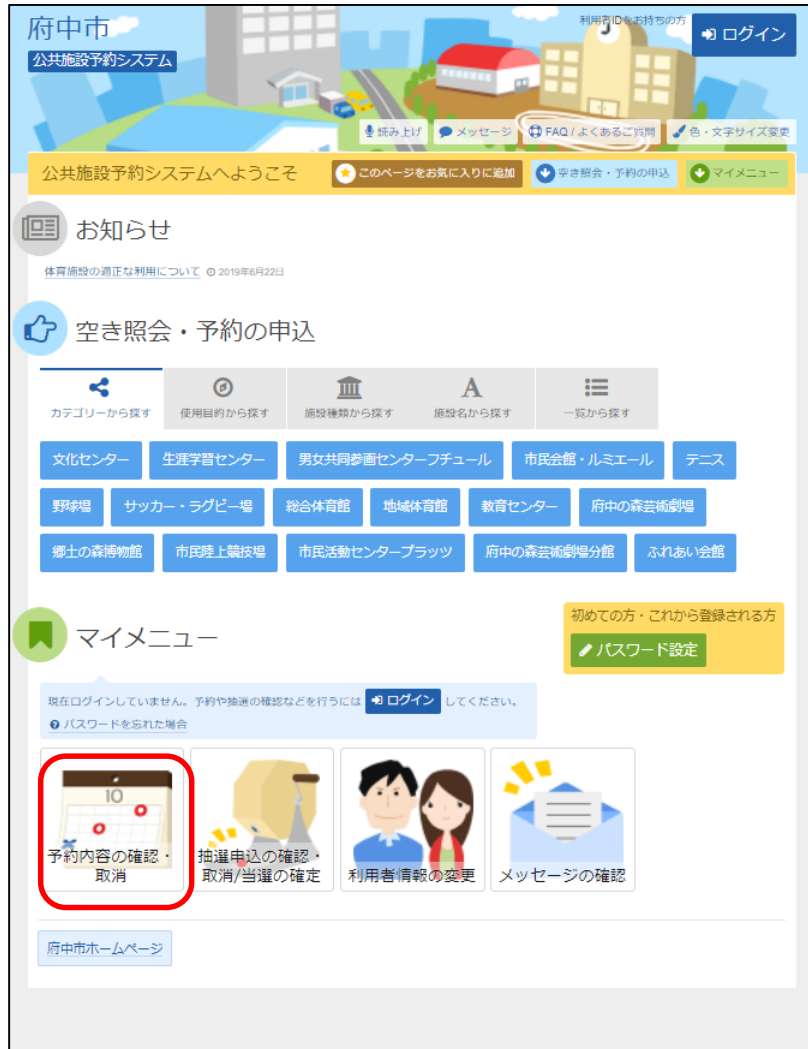 府中市
公共施設予約システム
利用者IDをお持ちの方
ログイン
読み上げ
メッセージ
FAQ / よくあるご質問
色・文字サイズ変更
公共施設予約システムへようこそ
このページをお気に入りに追加
空き照会・予約の申込
マイメニュー
お知らせ
体育施設の適正な利用について 2019年6月22日
空き照会・予約の申込
カテゴリーから探す
使用目的から探す
施設種類から探す
A
施設名から探す
一覧から探す
文化センター
生涯学習センター
男女共同参画センターフチュール
市民会館・ルミエール
テニス
野球場
サッカー・ラグビー場
総合体育館
地域体育館
教育センター
府中の森芸術劇場
郷土の森博物館
市民陸上競技場
市民活動センタープラッツ
府中の森芸術劇場分館
ふれあい会館
マイメニュー
初めての方・これから登録される方
パスワード設定
現在ログインしていません。予約や抽選の確認などを行うには ログイン してください。
パスワードを忘れた場合
10
予約内容の確認・
取消
抽選申込の確認・
取消/当選の確定
利用者情報の変更
メッセージの確認
府中市ホームページ